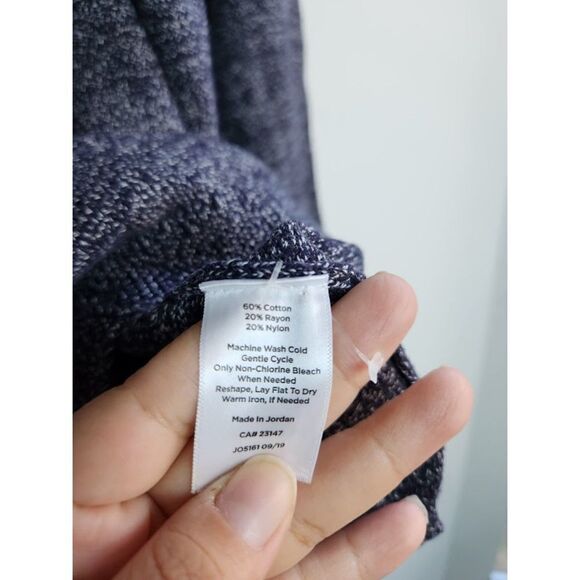 60% Cotton
20% Rayon
20% Nylon
Machine Wash Cold
Gentle Cycle
Only Non-Chlorine Bleach
When Needed
Reshape, Lay Flat To Dry
Warm Iron, If Needed
Made In Jordan
CA# 23147
JO5161 09/19